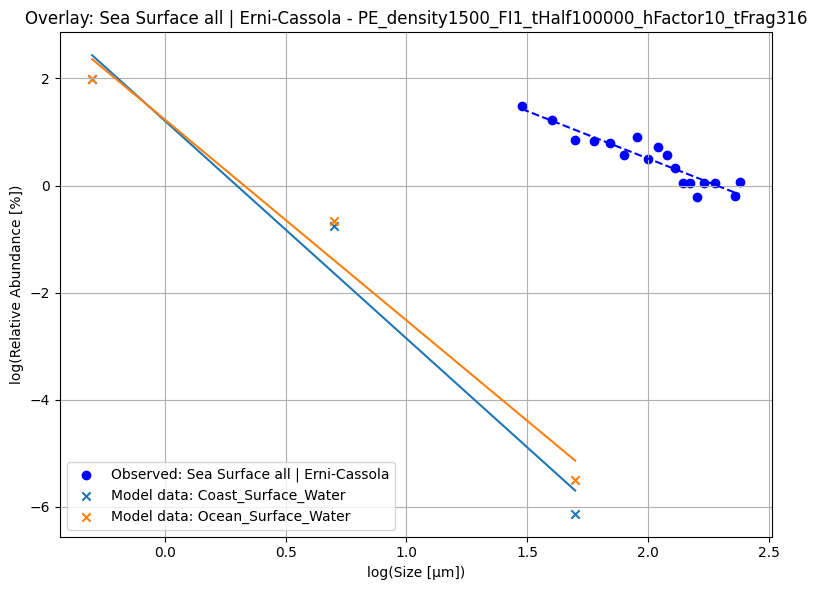 Overlay: Sea Surface all | Erni-Cassola - PE_density1500_FI1_tHalf100000_hFactor10_tFrag316
log(Relative Abundance [%])
2
0
−2
−4
−6
Observed: Sea Surface all | Erni-Cassola
Model data: Coast_Surface_Water
Model data: Ocean_Surface_Water
0.0
0.5
1.0
1.5
2.0
2.5
log(Size [μm])